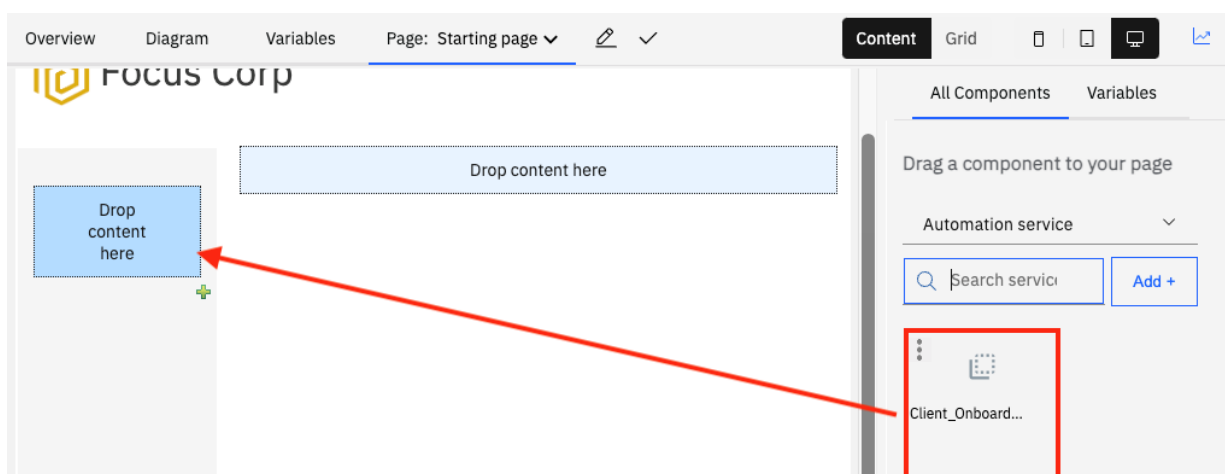 Overview Diagram Variables Page: Starting page Content Grid
Focus Corp
All Components Variables
Drag a component to your page
Drop content here
Drop
content
here
Automation service
Search service
Add +
Client_Onboard...